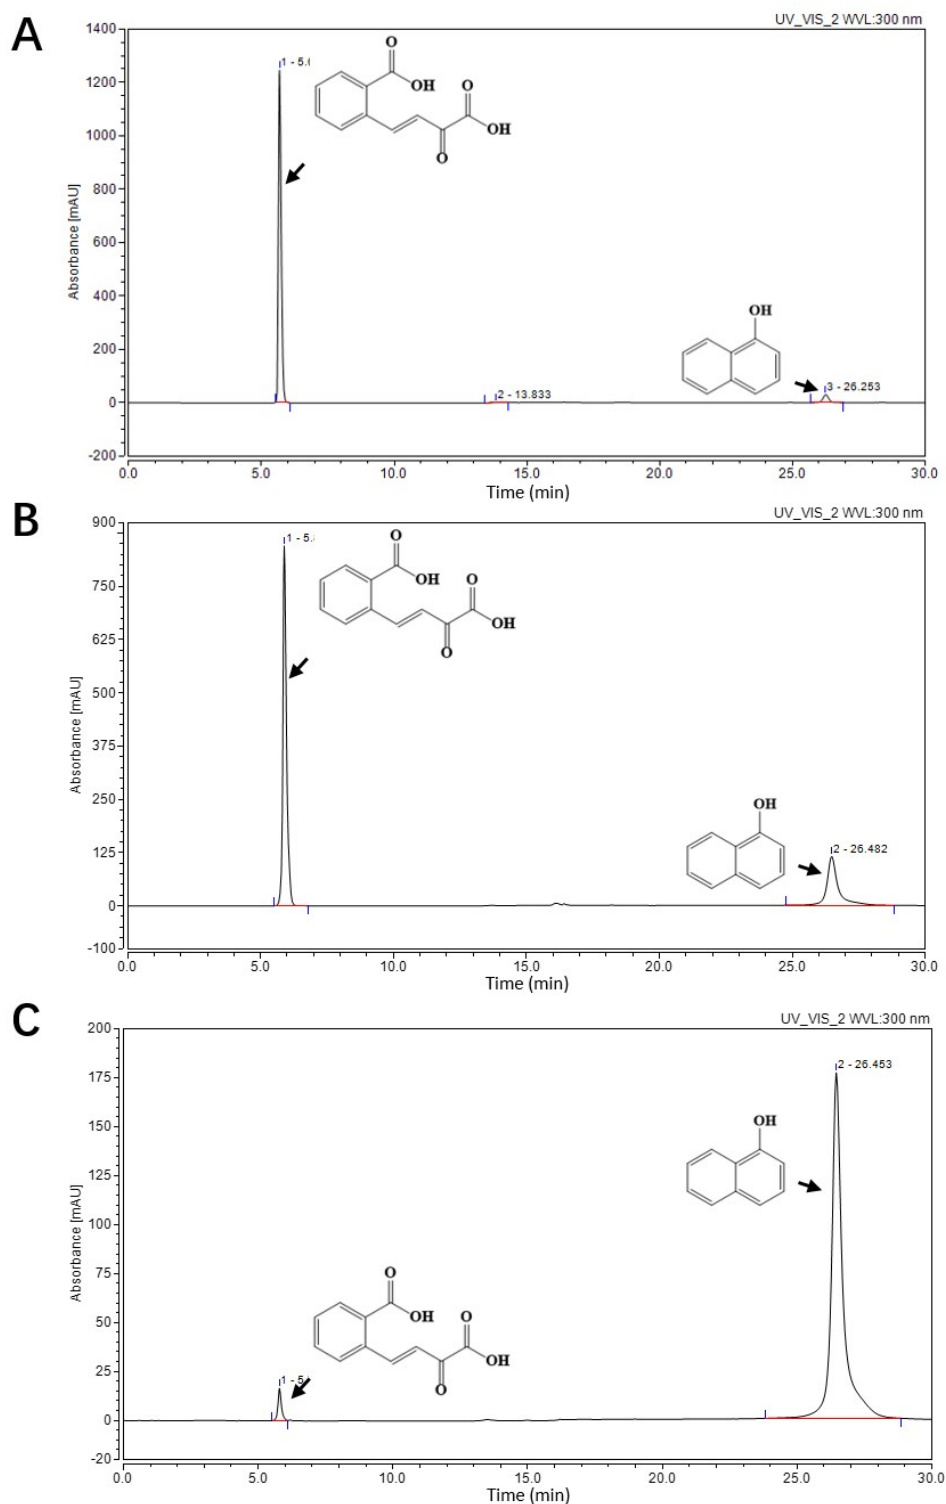 A
UV_VIS_2 WVL:300 nm
1400
1200
1000
800
600
400
200
0
-200
Absorbance [mAU]
1 - 5.
O
OH
O
OH
O
OH
2 - 13.833
3 - 26.253
0.0 5.0 10.0 15.0 20.0 25.0 30.0
Time (min)
B
UV_VIS_2 WVL:300 nm
900
750
625
500
375
250
125
0
-100
Absorbance [mAU]
1 - 5.
O
OH
O
OH
O
OH
2 - 26.482
0.0 5.0 10.0 15.0 20.0 25.0 30.0
Time (min)
C
UV_VIS_2 WVL:300 nm
200
175
150
125
100
75
50
25
0
-20
Absorbance [mAU]
2 - 26.453
OH
O
OH
O
OH
O
1 - 5
0.0 5.0 10.0 15.0 20.0 25.0 30.0
Time (min)